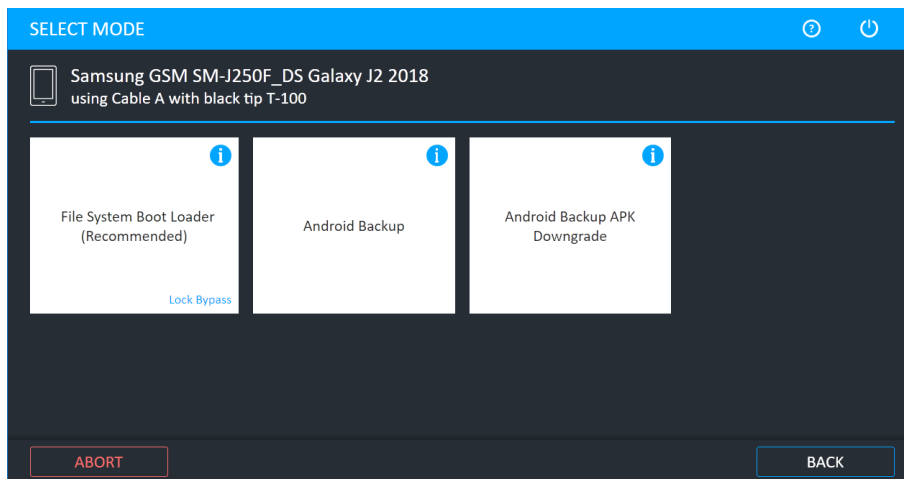 SELECT MODE
Samsung GSM SM-J250F_DS Galaxy J2 2018
using Cable A with black tip T-100
File System Boot Loader
(Recommended)
Lock Bypass
Android Backup
Android Backup APK
Downgrade
ABORT
BACK